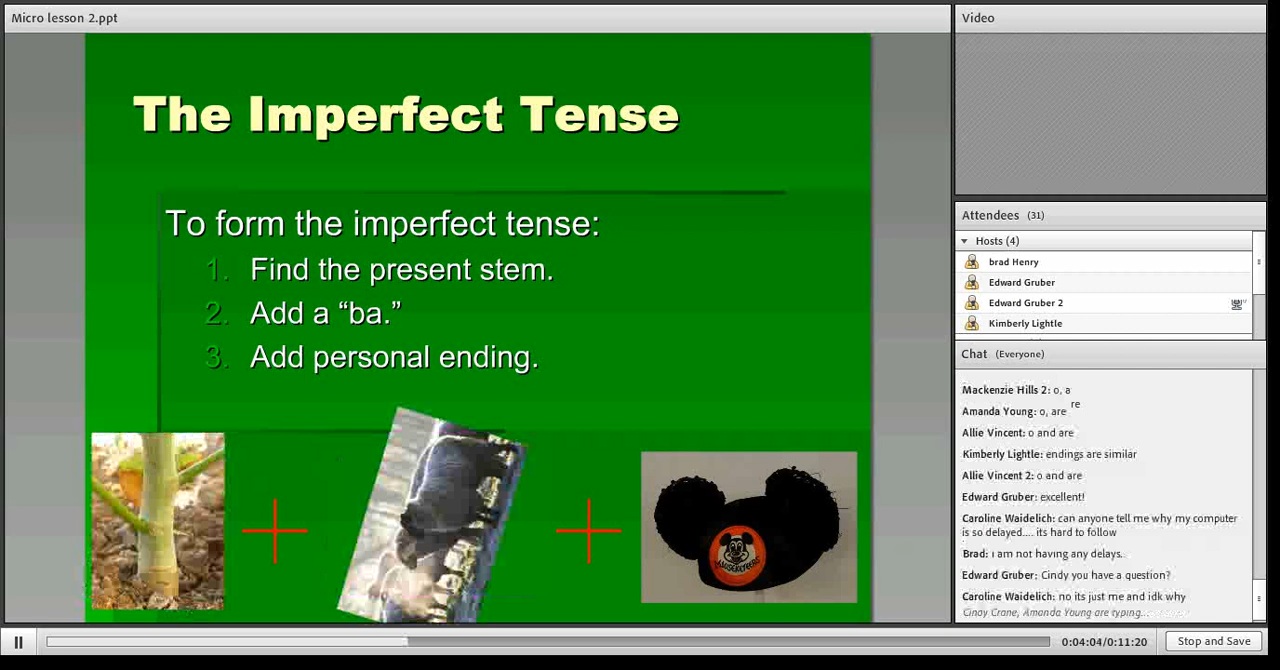 Micro lesson 2.ppt
The Imperfect Tense
To form the imperfect tense:
1. Find the present stem.
2. Add a “ba.”
3. Add personal ending.
MOUSEKETEERS
Video
Attendees (31)
Hosts (4)
brad Henry
Edward Gruber
Edward Gruber 2
Kimberly Lightle
Chat (Everyone)
Mackenzie Hills 2: o, a
re
Amanda Young: o, are
Allie Vincent: o and are
Kimberly Lightle: endings are similar
Allie Vincent 2: o and are
Edward Gruber: excellent!
Caroline Waidelich: can anyone tell me why my computer
is so delayed.... its hard to follow
Brad: i am not having any delays..
Edward Gruber: Cindy you have a question?
Caroline Waidelich: no its just me and idk why
Cindy Crane, Amanda Young are typing...
0:04:04/0:11:20
Stop and Save